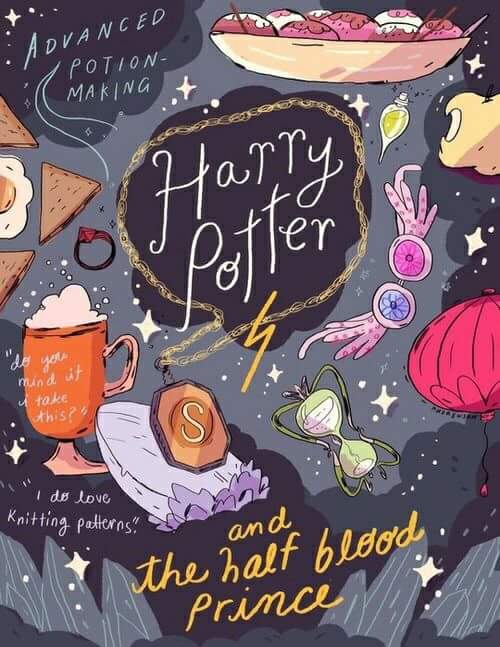 ADVANCED
POTION-
MAKING
Harry
Potter
"do you
mind if
i take
this?"
S
"I do love
Knitting patterns."
and
the half blood
prince